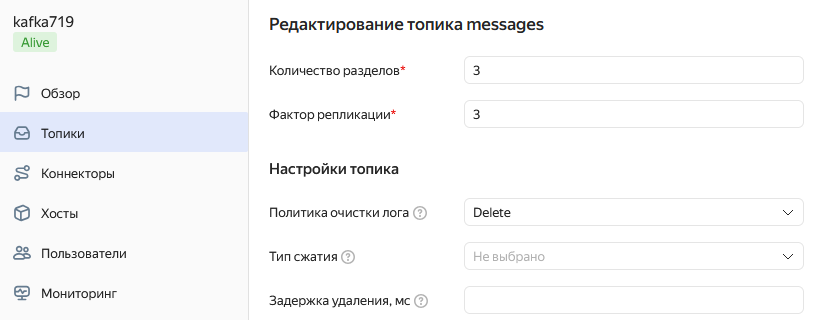 kafka719
Alive
Обзор
Топики
Коннекторы
Хосты
Пользователи
Мониторинг
Редактирование топика messages
Количество разделов* 3
Фактор репликации* 3
Настройки топика
Политика очистки лога ? Delete
Тип сжатия ? Не выбрано
Задержка удаления, мс ?